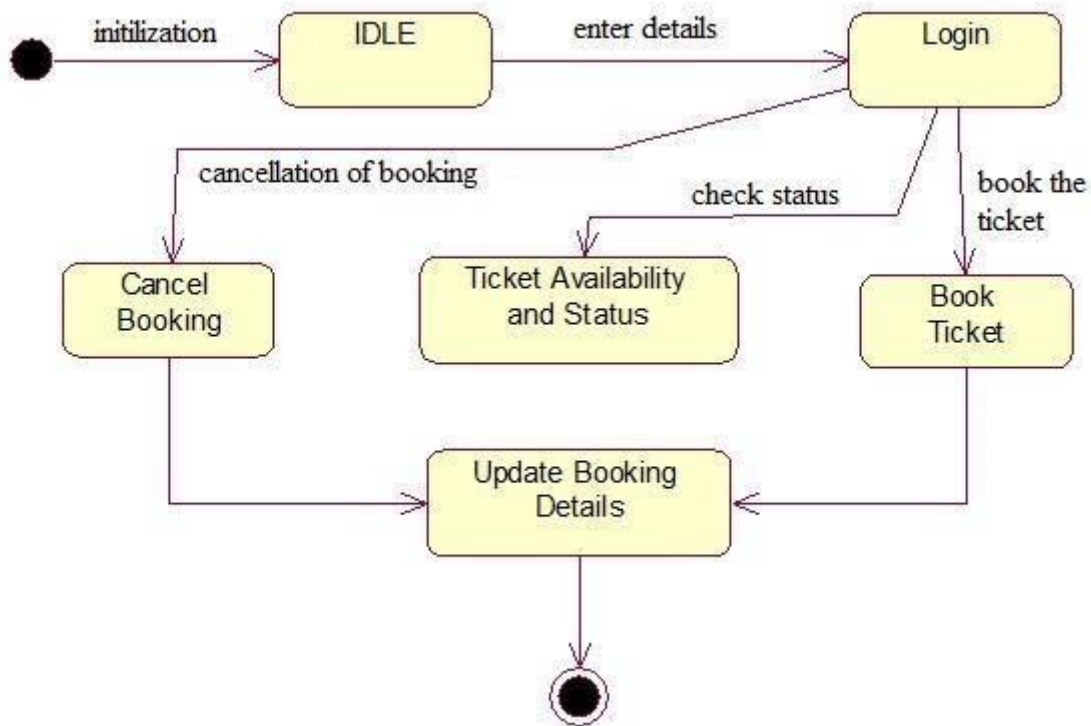 initilization
IDLE
enter details
Login
cancellation of booking
check status
book the
ticket
Cancel
Booking
Ticket Availability
and Status
Book
Ticket
Update Booking
Details